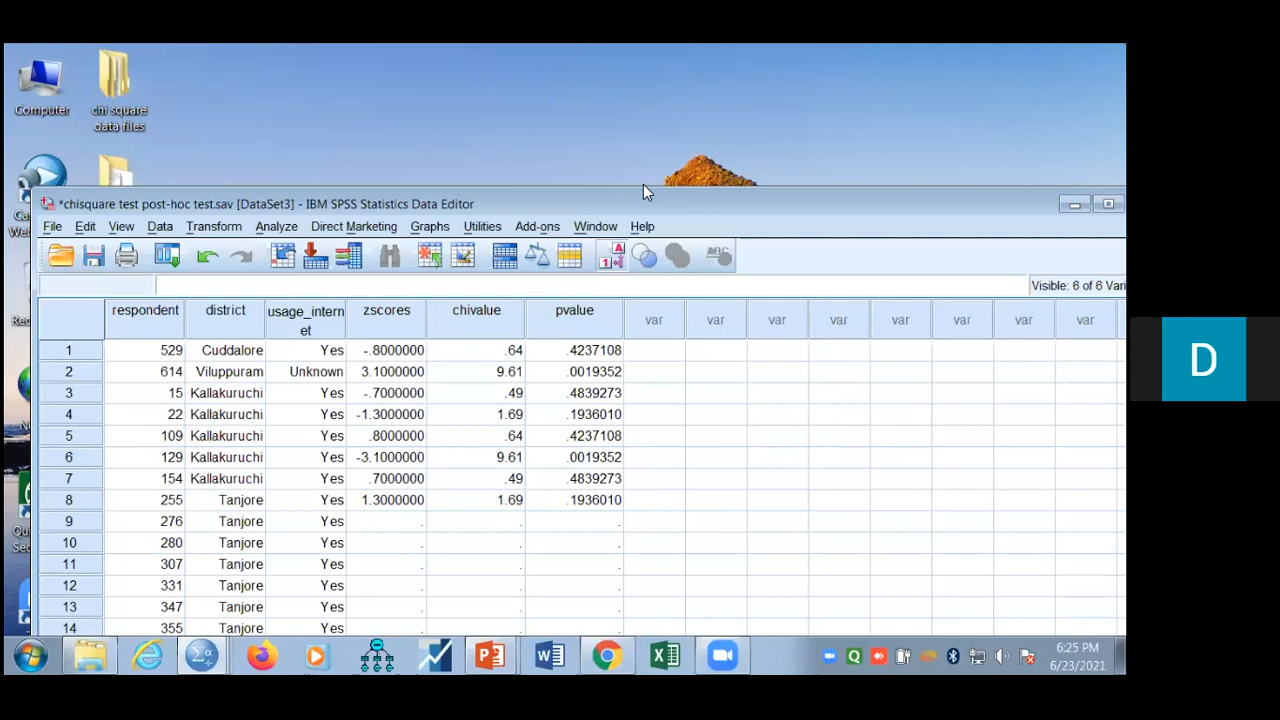 Computer
chi square
data files
*chisquare test post-hoc test.sav [DataSet3] - IBM SPSS Statistics Data Editor
File Edit View Data Transform Analyze Direct Marketing Graphs Utilities Add-ons Window Help
Visible: 6 of 6 Vari
respondent district usage_intern
et zscores chivalue pvalue var var var var var var var var
1 529 Cuddalore Yes -.8000000 .64 .4237108
2 614 Viluppuram Unknown 3.1000000 9.61 .0019352
3 15 Kallakuruchi Yes -.7000000 .49 .4839273
4 22 Kallakuruchi Yes -1.3000000 1.69 .1936010
5 109 Kallakuruchi Yes .8000000 .64 .4237108
6 129 Kallakuruchi Yes -3.1000000 9.61 .0019352
7 154 Kallakuruchi Yes .7000000 .49 .4839273
8 255 Tanjore Yes 1.3000000 1.69 .1936010
9 276 Tanjore Yes . . .
10 280 Tanjore Yes . . .
11 307 Tanjore Yes . . .
12 331 Tanjore Yes . . .
13 347 Tanjore Yes . . .
14 355 Tanjore Yes
6:25 PM
6/23/2021
D